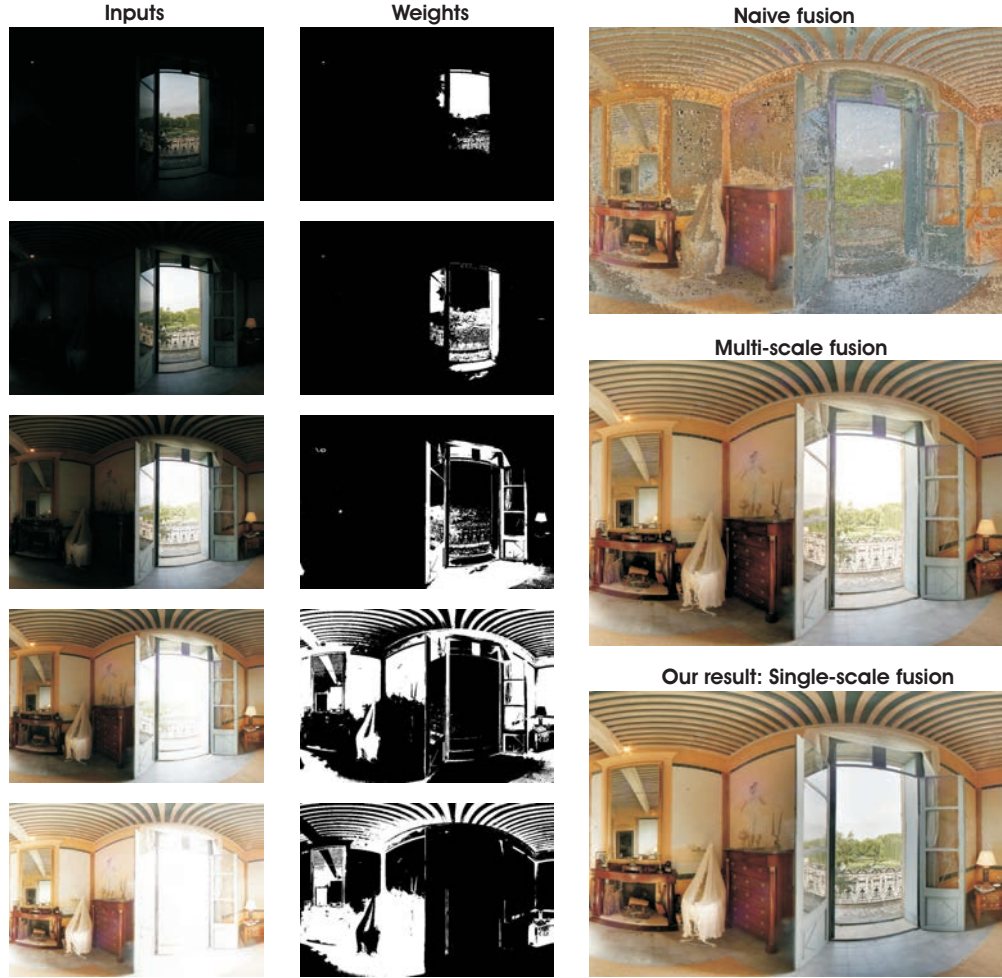 Inputs
Weights
Naive fusion
Multi-scale fusion
Our result: Single-scale fusion